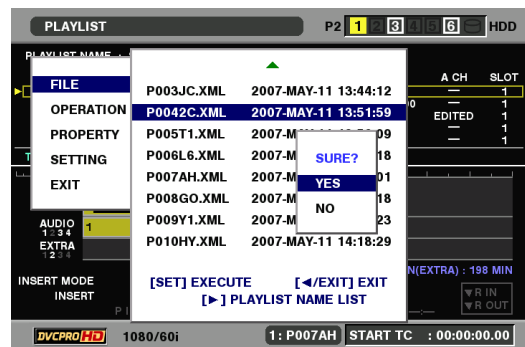 PLAYLIST P2 1 2 3 4 5 6 HDD
PLAYLIST NAME :
A CH SLOT
FILE
OPERATION
PROPERTY
SETTING
EXIT
P003JC.XML 2007-MAY-11 13:44:12
P0042C.XML 2007-MAY-11 13:51:59
P005T1.XML 2007-M 09
P006L6.XML 2007-M 18
P007AH.XML 2007-M 01
P008GO.XML 2007-M 18
P009Y1.XML 2007-M 23
P010HY.XML 2007-MAY-11 14:18:29
SURE?
YES
NO
— 1
00 — 1
EDITED 1
— 1
— 1
T
AUDIO 1
1 2 3 4
EXTRA
1 2 3 4
[SET] EXECUTE [◄/EXIT] EXIT
[►] PLAYLIST NAME LIST
N(EXTRA) : 198 MIN
INSERT MODE
INSERT
▼R IN
▼R OUT
DVCPRO HD 1080/60i 1: P007AH START TC : 00:00:00.00